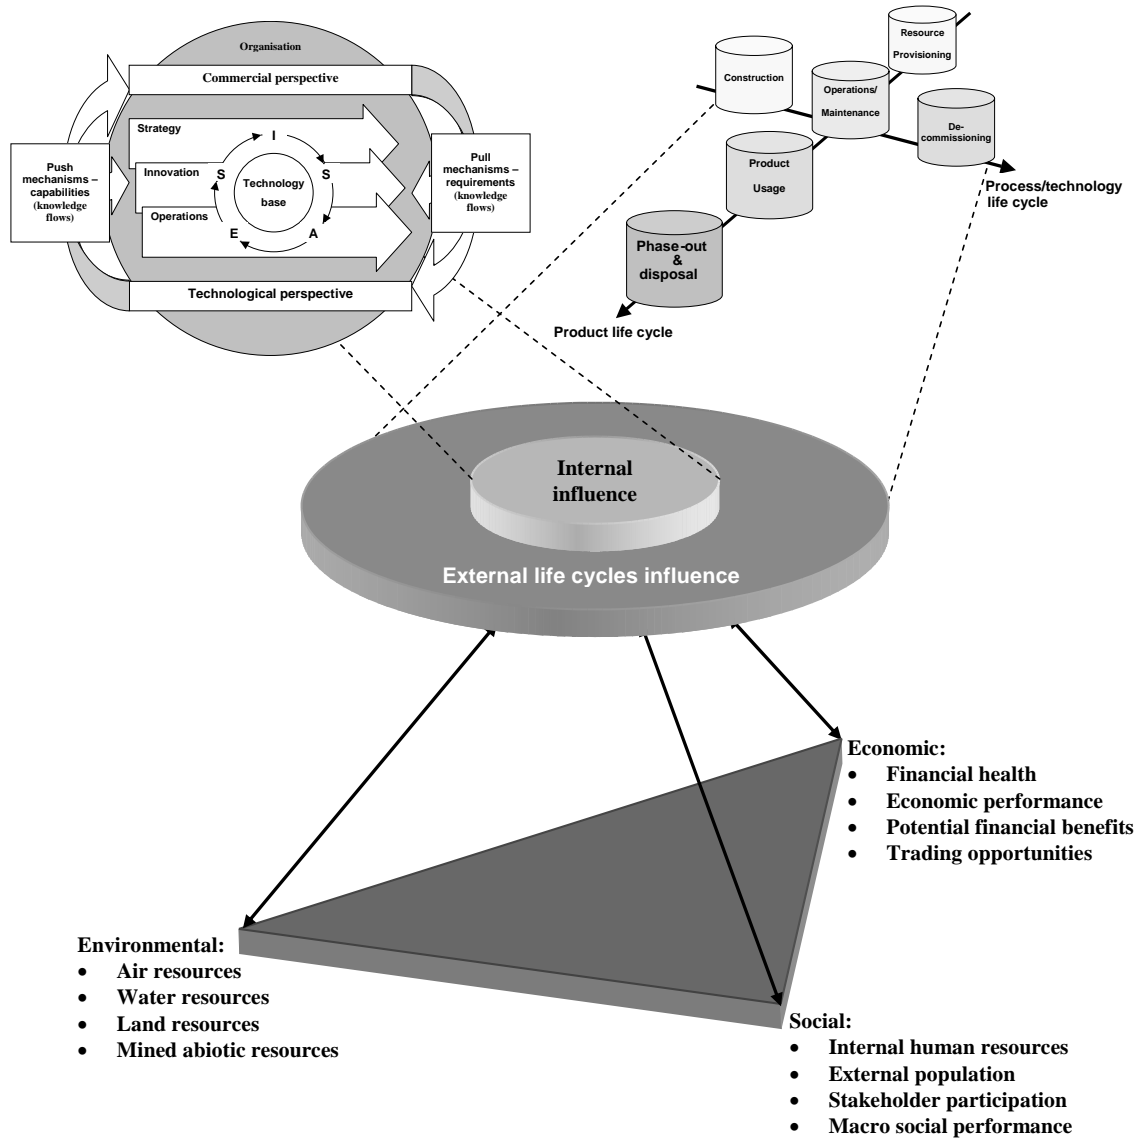 Organisation
Commercial perspective
Strategy
I
Push
mechanisms –
capabilities
(knowledge
flows)
Innovation
S
Technology
base
S
Pull
mechanisms –
requirements
(knowledge
flows)
Operations
E
A
Technological perspective
Resource
Provisioning
Construction
Operations/
Maintenance
De-
commissioning
Product
Usage
Process/technology
life cycle
Phase-out
&
disposal
Product life cycle
Internal
influence
External life cycles influence
Economic:
• Financial health
• Economic performance
• Potential financial benefits
• Trading opportunities
Environmental:
• Air resources
• Water resources
• Land resources
• Mined abiotic resources
Social:
• Internal human resources
• External population
• Stakeholder participation
• Macro social performance